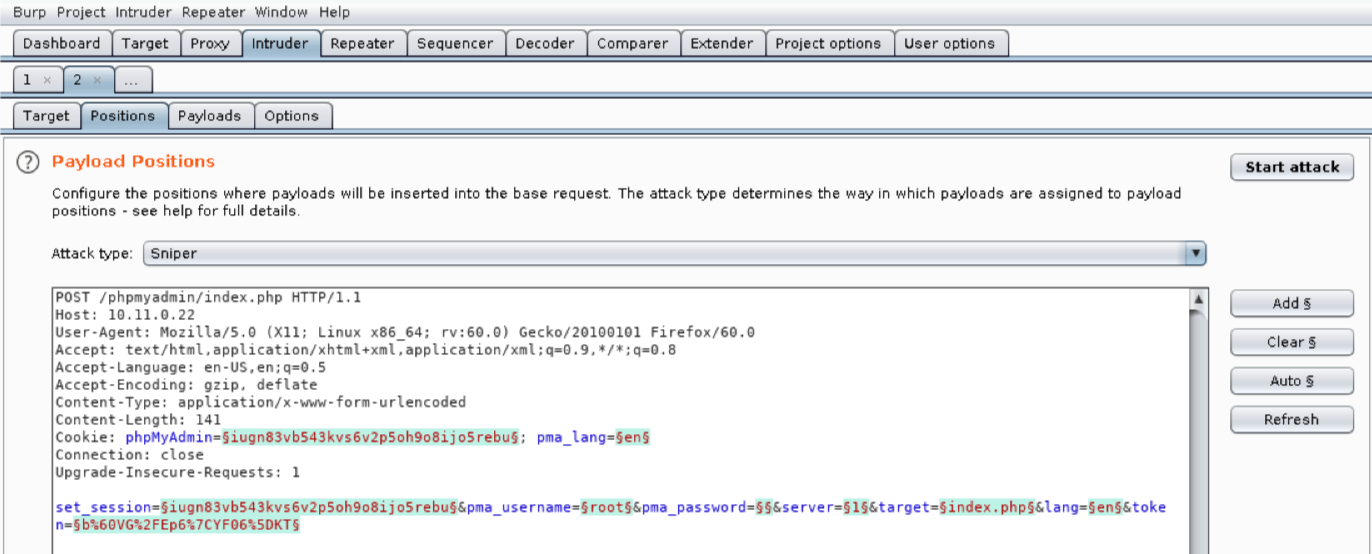 Burp Project Intruder Repeater Window Help
Dashboard Target Proxy Intruder Repeater Sequencer Decoder Comparer Extender Project options User options
1 × 2 × ...
Target Positions Payloads Options
? Payload Positions
Start attack
Configure the positions where payloads will be inserted into the base request. The attack type determines the way in which payloads are assigned to payload
positions - see help for full details.
Attack type: Sniper
POST /phpmyadmin/index.php HTTP/1.1
Host: 10.11.0.22
User-Agent: Mozilla/5.0 (X11; Linux x86_64; rv:60.0) Gecko/20100101 Firefox/60.0
Accept: text/html,application/xhtml+xml,application/xml;q=0.9,*/*;q=0.8
Accept-Language: en-US,en;q=0.5
Accept-Encoding: gzip, deflate
Content-Type: application/x-www-form-urlencoded
Content-Length: 141
Cookie: phpMyAdmin=§iugn83vb543kvs6v2p5oh9o8ijo5rebu§; pma_lang=§en§
Connection: close
Upgrade-Insecure-Requests: 1
set_session=§iugn83vb543kvs6v2p5oh9o8ijo5rebu§&pma_username=§root§&pma_password=§§&server=§1§&target=§index.php§&lang=§en§&toke
n=§b%60VG%2FEp6%7CYF06%5DKT§
Add §
Clear §
Auto §
Refresh